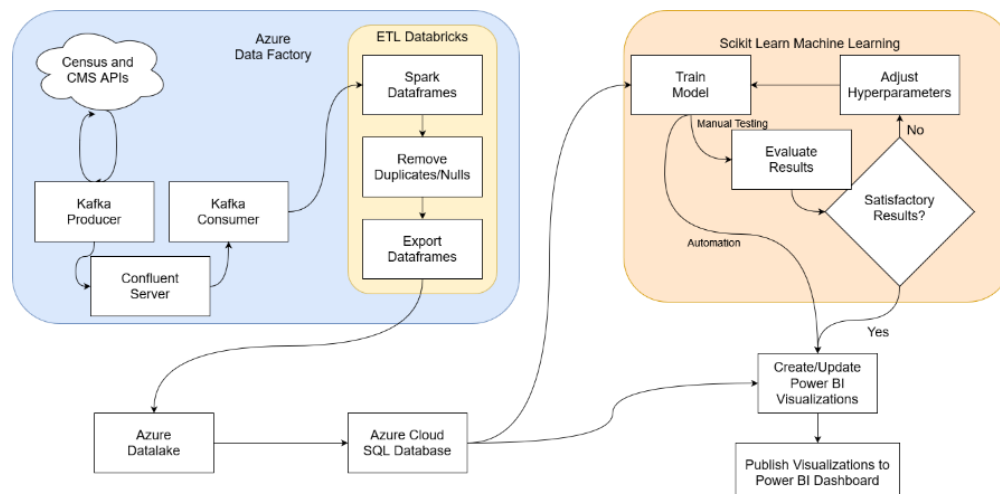 Azure
Data Factory
Census and
CMS APIs
Kafka
Producer
Confluent
Server
Kafka
Consumer
ETL Databricks
Spark
Dataframes
Remove
Duplicates/Nulls
Export
Dataframes
Azure
Datalake
Azure Cloud
SQL Database
Scikit Learn Machine Learning
Train
Model
Adjust
Hyperparameters
Manual Testing
No
Evaluate
Results
Satisfactory
Results?
Automation
Yes
Create/Update
Power BI
Visualizations
Publish Visualizations to
Power BI Dashboard